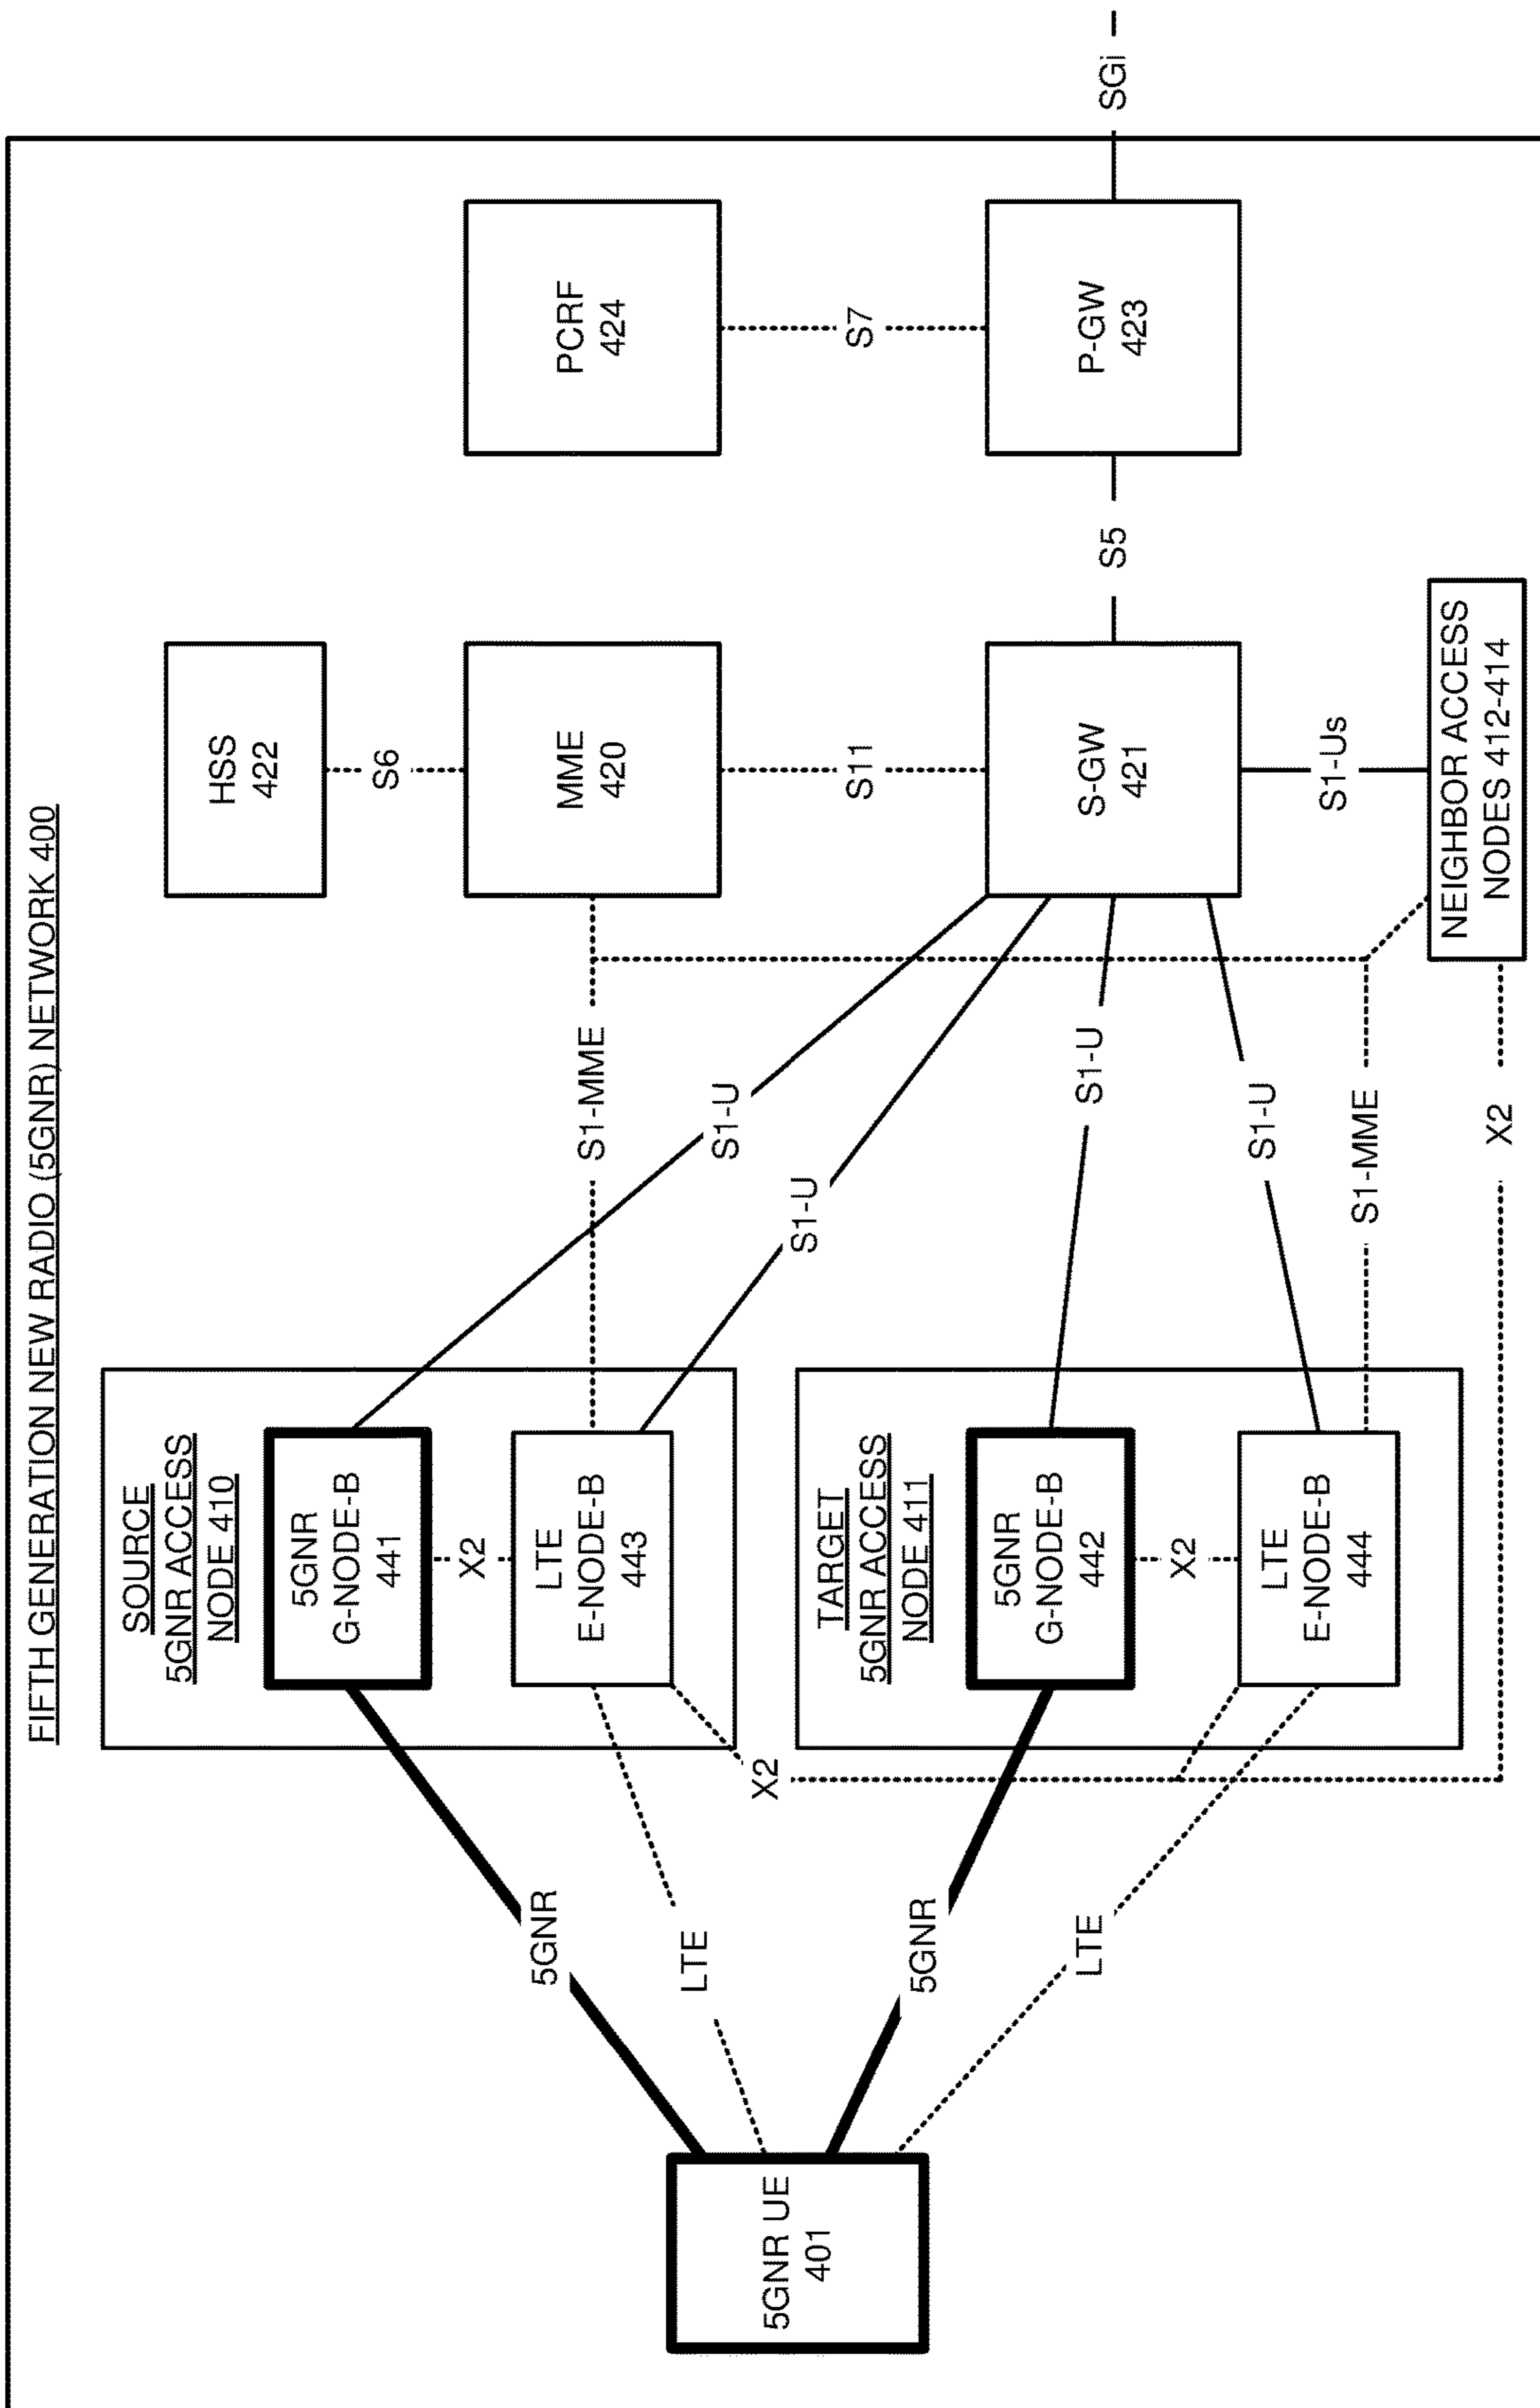 FIFTH GENERATION NEW RADIO (5GNR) NETWORK 400
SOURCE
5GNR ACCESS
NODE 410
5GNR
G-NODE-B
441
X2
LTE
E-NODE-B
443
TARGET
5GNR ACCESS
NODE 411
5GNR
G-NODE-B
442
X2
LTE
E-NODE-B
444
5GNR UE
401
5GNR
LTE
5GNR
LTE
X2
X2
S1-MME
S1-U
S1-U
S1-U
S1-U
S1-MME
HSS
422
S6
MME
420
S11
S-GW
421
S1-Us
NEIGHBOR ACCESS
NODES 412-414
S5
PCRF
424
S7
P-GW
423
SGi